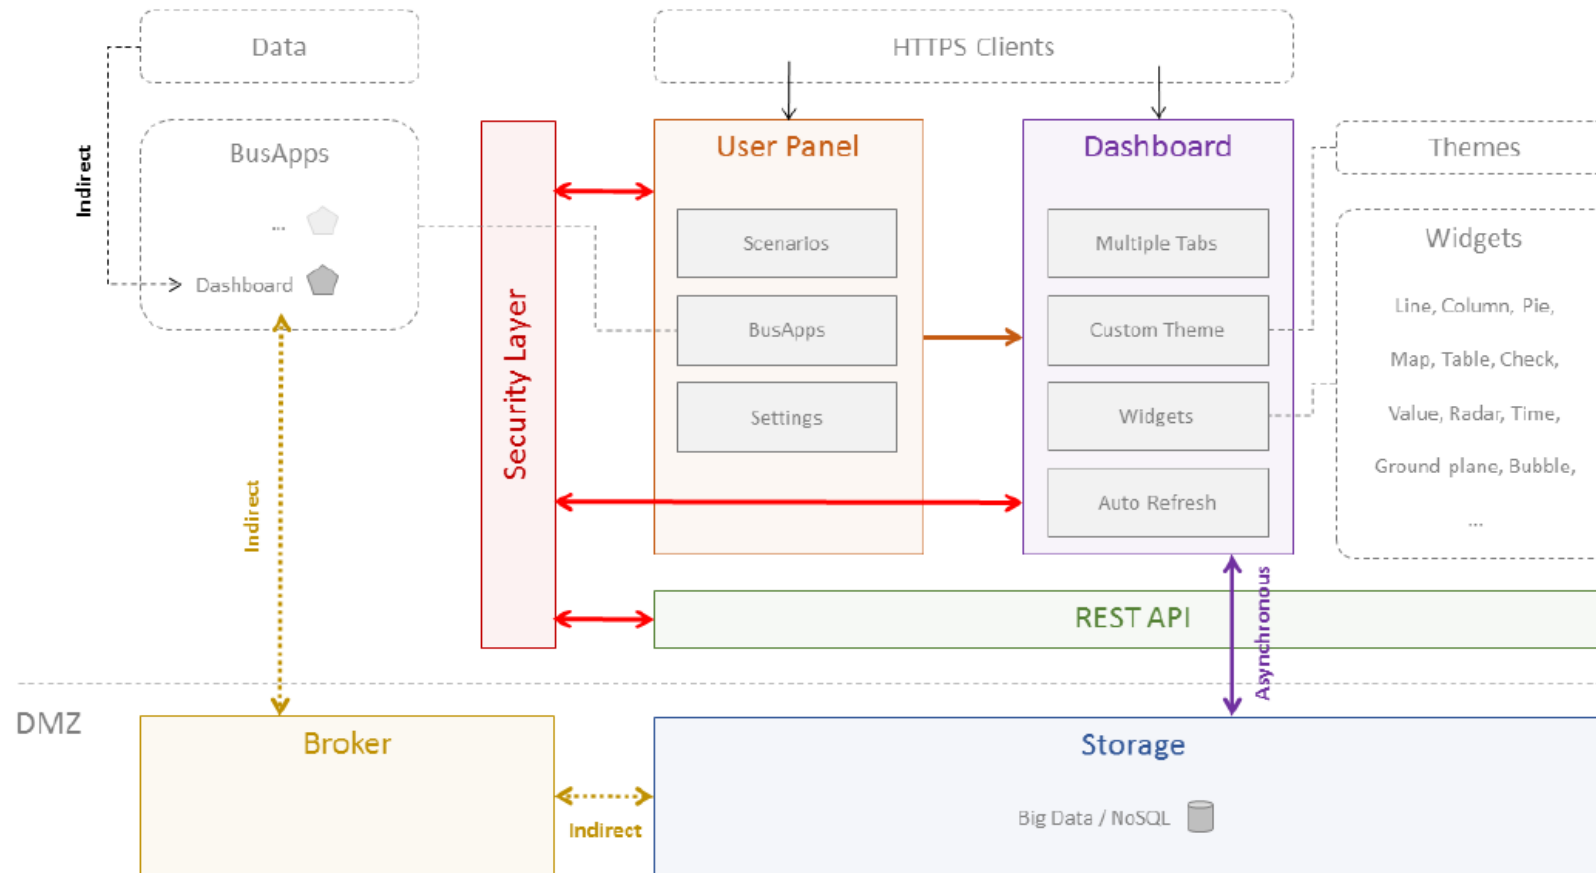 Data
HTTPS Clients
Indirect
BusApps
...
Dashboard
Security Layer
User Panel
Scenarios
BusApps
Settings
Dashboard
Multiple Tabs
Custom Theme
Widgets
Auto Refresh
Themes
Widgets
Line, Column, Pie,
Map, Table, Check,
Value, Radar, Time,
Ground plane, Bubble,
...
Indirect
REST API
Asynchronous
DMZ
Broker
Indirect
Storage
Big Data / NoSQL